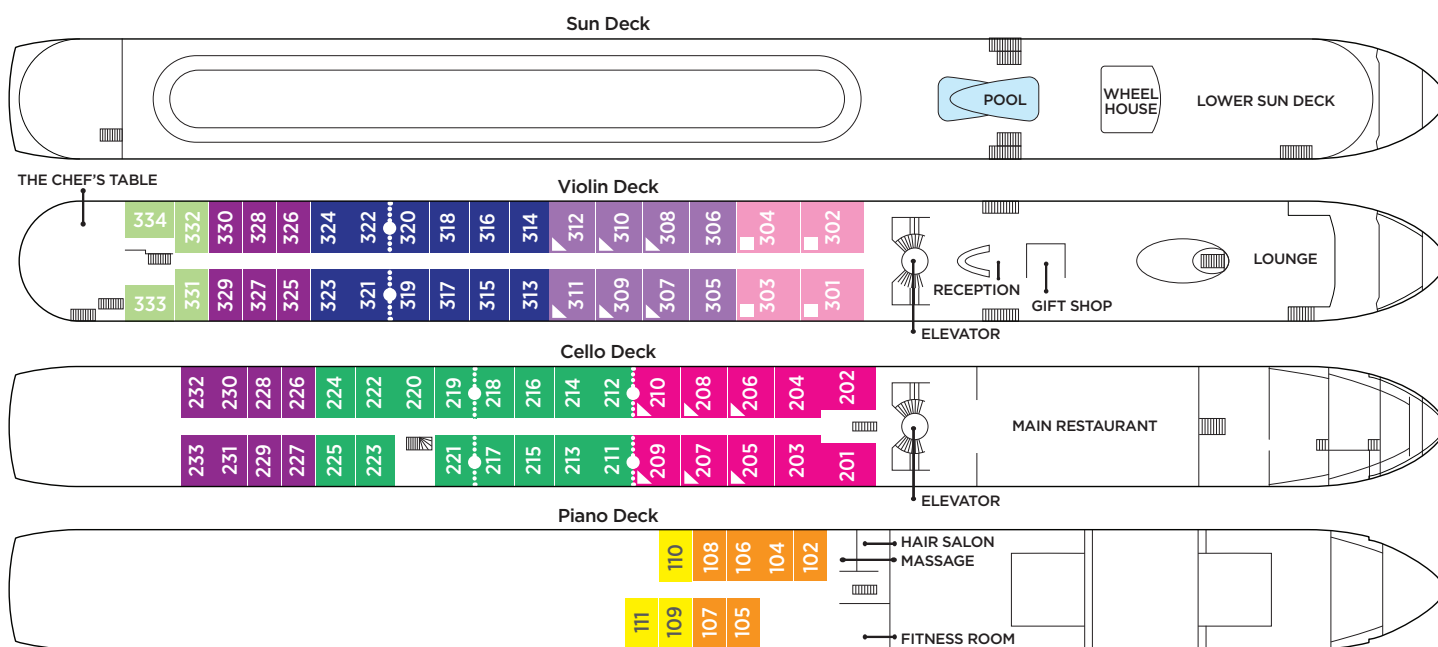 Sun Deck
POOL
WHEEL
HOUSE
LOWER SUN DECK
THE CHEF'S TABLE
Violin Deck
334 332 330 328 326 324 322 320 318 316 314 312 310 308 306 304 302
333 331 329 327 325 323 321 319 317 315 313 311 309 307 305 303 301
LOUNGE
RECEPTION
GIFT SHOP
ELEVATOR
Cello Deck
232 230 228 226 224 222 220 219 218 216 214 212 210 208 206 204 202
MAIN RESTAURANT
233 231 229 227 225 223 221 217 215 213 211 209 207 205 203 201
ELEVATOR
Piano Deck
110 108 106 104 102
HAIR SALON
MASSAGE
111 109 107 105
FITNESS ROOM